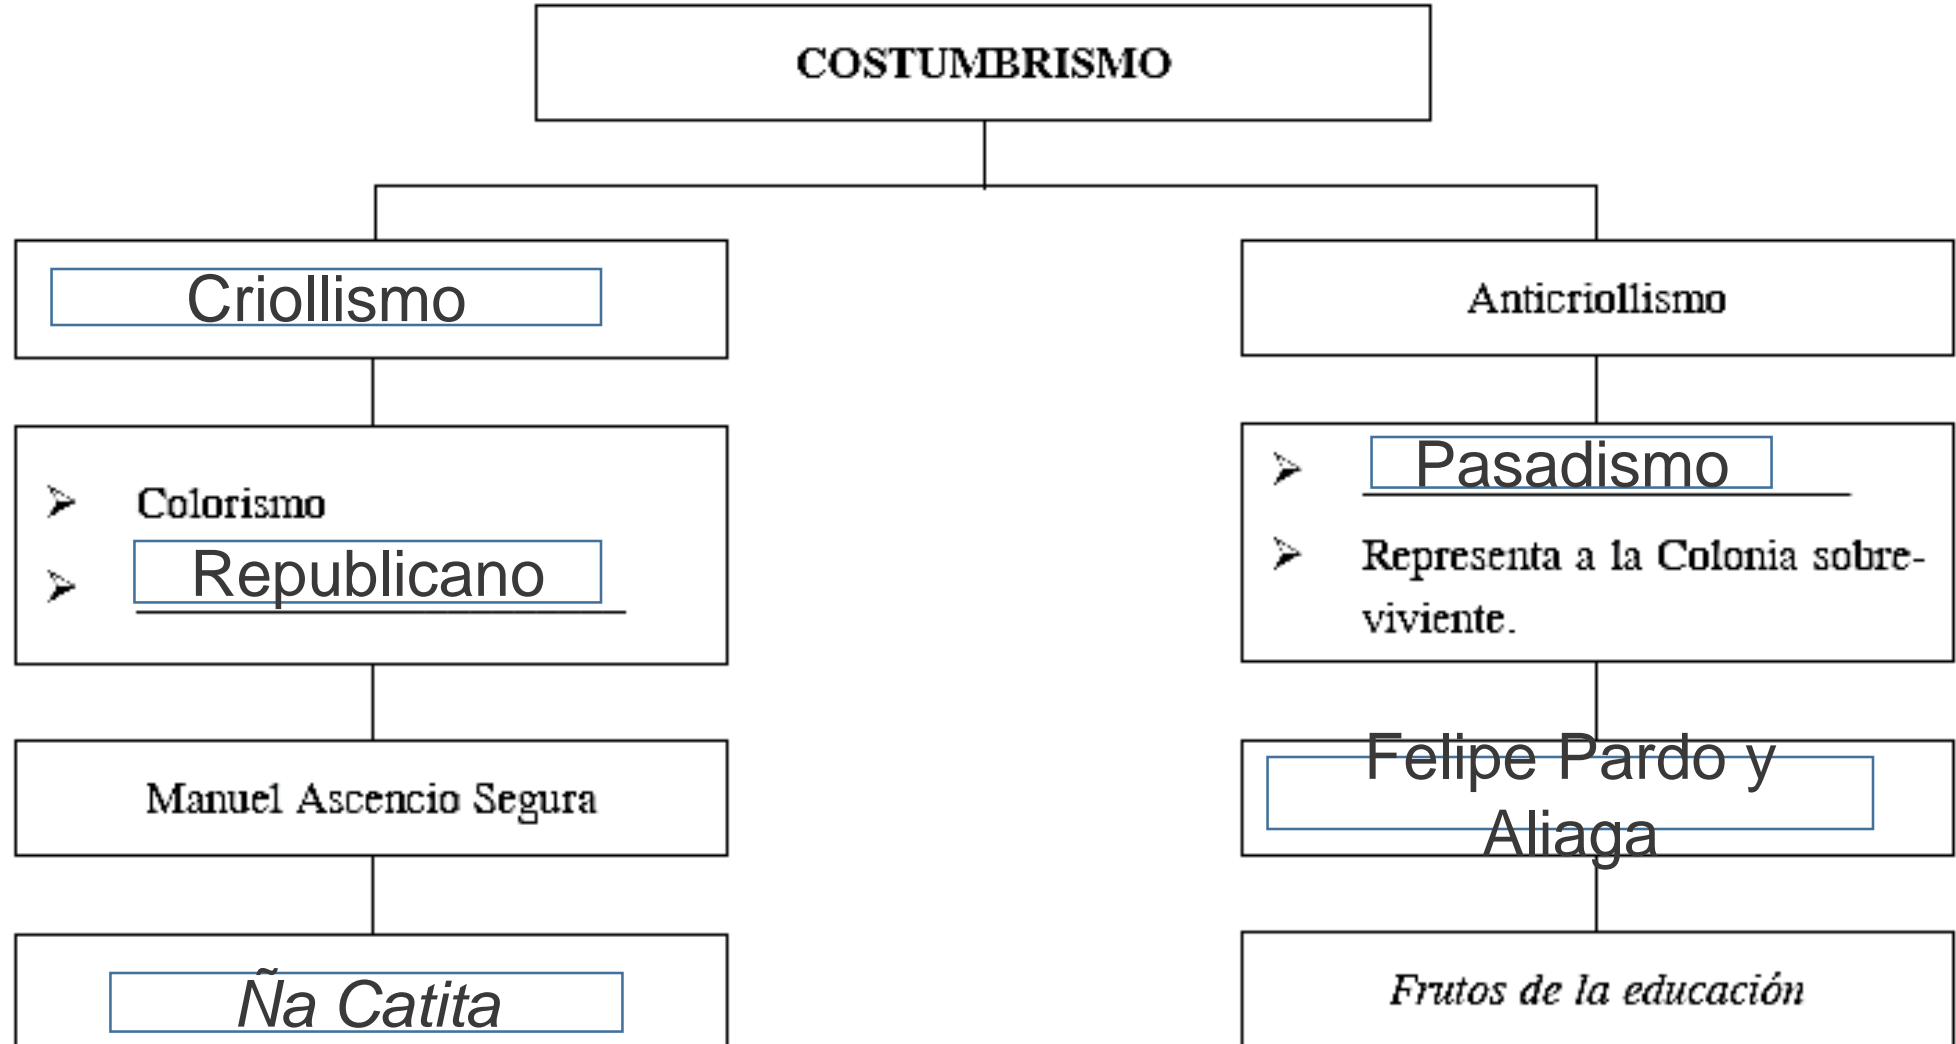 COSTUMBRISMO
Criollismo
Anticriollismo
➢ Colorismo
➢ Republicano
➢ Pasadismo
➢ Representa a la Colonia sobre-
viviente.
Manuel Ascencio Segura
Felipe Pardo y
Aliaga
Ña Catita
Frutos de la educación